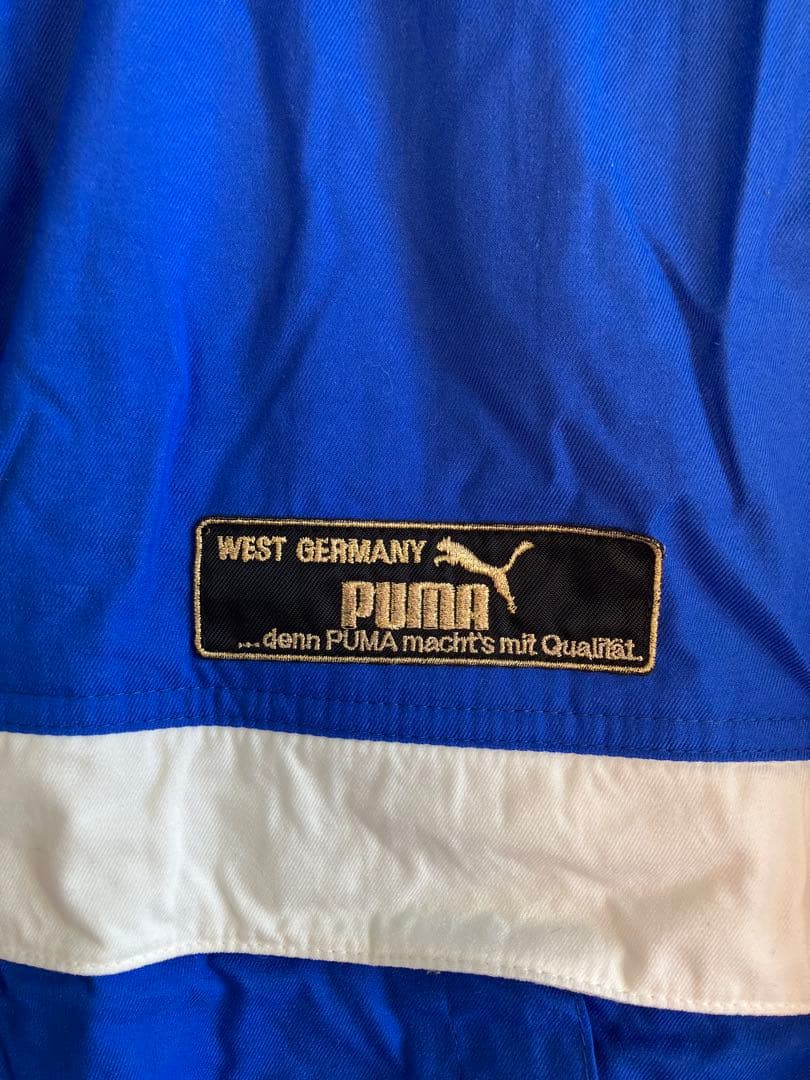 WEST GERMANY
PUMA
...denn PUMA macht's mit Qualität.